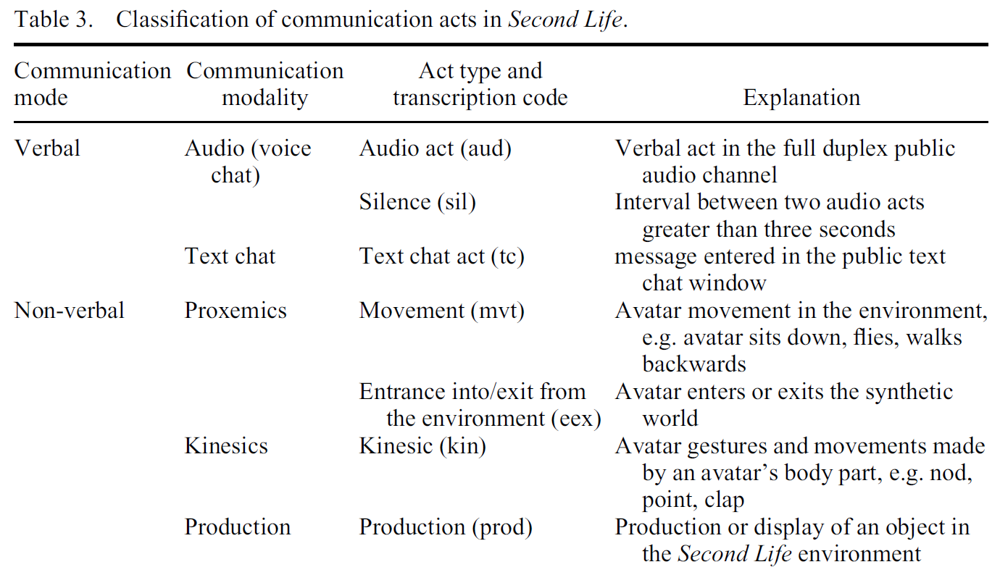 Table 3. Classification of communication acts in Second Life.
Communication mode Communication modality Act type and transcription code Explanation
Verbal Audio (voice chat) Audio act (aud) Verbal act in the full duplex public audio channel
Silence (sil) Interval between two audio acts greater than three seconds
Text chat Text chat act (tc) message entered in the public text chat window
Non-verbal Proxemics Movement (mvt) Avatar movement in the environment, e.g. avatar sits down, flies, walks backwards
Entrance into/exit from the environment (eex) Avatar enters or exits the synthetic world
Kinesics Kinesic (kin) Avatar gestures and movements made by an avatar's body part, e.g. nod, point, clap
Production Production (prod) Production or display of an object in the Second Life environment